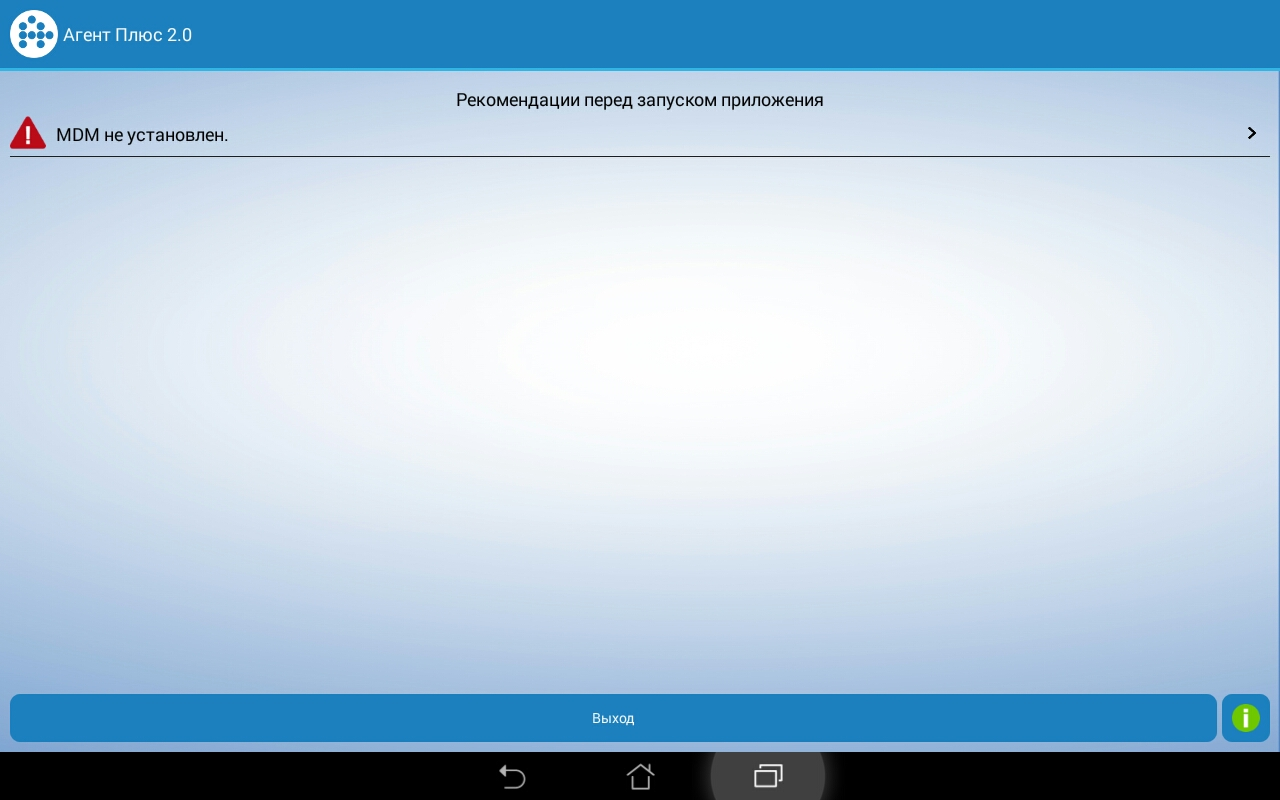 Агент Плюс 2.0
Рекомендации перед запуском приложения
MDM не установлен.
Выход